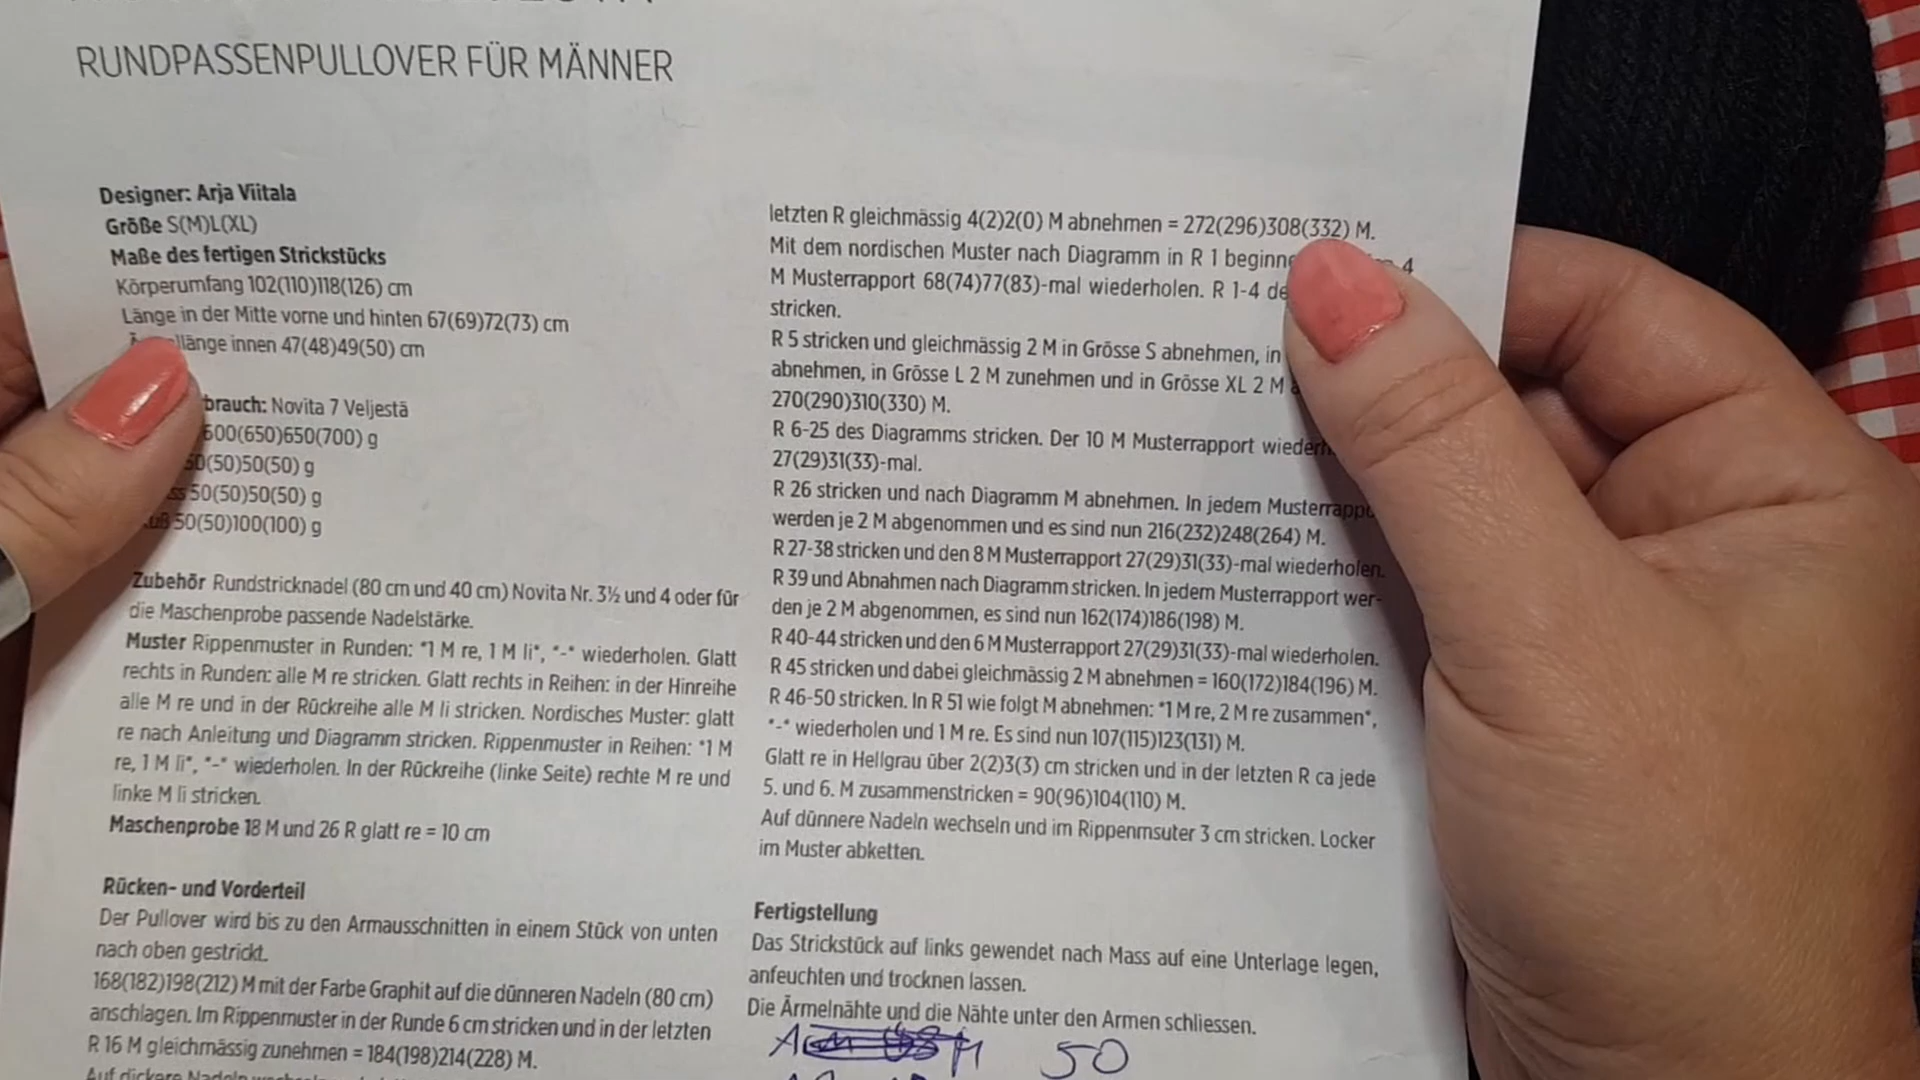 RUNDPASSENPULLOVER FÜR MÄNNER
Designer: Arja Viitala
Größe S(M)L(XL)
Maße des fertigen Strickstücks
Körperumfang 102(110)118(126) cm
Länge in der Mitte vorne und hinten 67(69)72(73) cm
innen 47(48)49(50) cm
Novita 7 Veljestä
600(650)650(700) g
50(50)50(50) g
50(50)50(50) g
50(50)100(100) g
Zubehör Rundstricknadel (80 cm und 40 cm) Novita Nr. 3½ und 4 oder für
die Maschenprobe passende Nadelstärke.
Muster Rippenmuster in Runden: *1 M re, 1 M li*, *-* wiederholen. Glatt
rechts in Runden: alle M re stricken. Glatt rechts in Reihen: in der Hinreihe
alle M re und in der Rückreihe alle M li stricken. Nordisches Muster: glatt
re nach Anleitung und Diagramm stricken. Rippenmuster in Reihen: *1 M
re, 1 M li*, *-* wiederholen. In der Rückreihe (linke Seite) rechte M re und
linke M li stricken.
Maschenprobe 18 M und 26 R glatt re = 10 cm
Rücken- und Vorderteil
Der Pullover wird bis zu den Armausschnitten in einem Stück von unten
nach oben gestrickt.
168(182)198(212) M mit der Farbe Graphit auf die dünneren Nadeln (80 cm)
anschlagen. Im Rippenmuster in der Runde 6 cm stricken und in der letzten
R 16 M gleichmässig zunehmen = 184(198)214(228) M.
Auf dickere Nadeln
letzten R gleichmässig 4(2)2(0) M abnehmen = 272(296)308(332) M.
Mit dem nordischen Muster nach Diagramm in R 1 4
M Musterrapport 68(74)77(83)-mal wiederholen. R 1-4
stricken.
R 5 stricken und gleichmässig 2 M in Grösse S abnehmen, in
abnehmen, in Grösse L 2 M zunehmen und in Grösse XL 2 M
270(290)310(330) M.
R 6-25 des Diagramms stricken. Der 10 M Musterrapport
27(29)31(33)-mal.
R 26 stricken und nach Diagramm M abnehmen. In jedem
werden je 2 M abgenommen und es sind nun 216(232)248(264) M.
R 27-38 stricken und den 8 M Musterrapport 27(29)31(33)-mal wiederholen.
R 39 und Abnahmen nach Diagramm stricken. In jedem Musterrapport wer-
den je 2 M abgenommen, es sind nun 162(174)186(198) M.
R 40-44 stricken und den 6 M Musterrapport 27(29)31(33)-mal wiederholen.
R 45 stricken und dabei gleichmässig 2 M abnehmen = 160(172)184(196) M.
R 46-50 stricken. In R 51 wie folgt M abnehmen: *1 M re, 2 M re zusammen*,
*-* wiederholen und 1 M re. Es sind nun 107(115)123(131) M.
Glatt re in Hellgrau über 2(2)3(3) cm stricken und in der letzten R ca jede
5. und 6. M zusammenstricken = 90(96)104(110) M.
Auf dünnere Nadeln wechseln und im Rippenmsuter 3 cm stricken. Locker
im Muster abketten.
Fertigstellung
Das Strickstück auf links gewendet nach Mass auf eine Unterlage legen,
anfeuchten und trocknen lassen.
Die Ärmelnähte und die Nähte unter den Armen schliessen.
50